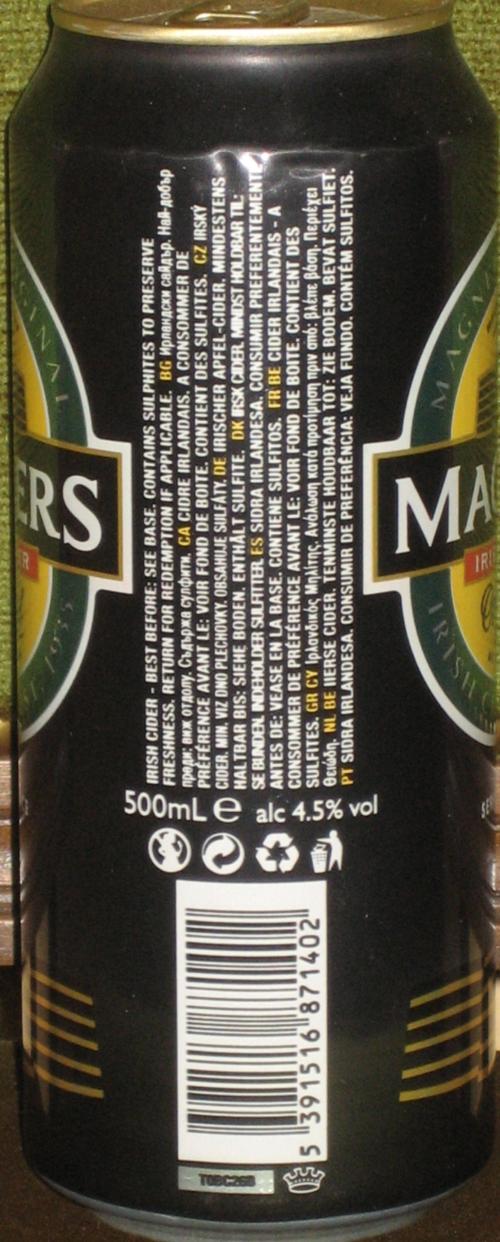 IRISH CIDER - BEST BEFORE: SEE BASE. CONTAINS SULPHITES TO PRESERVE
FRESHNESS. RETURN FOR REDEMPTION IF APPLICABLE. BG Ирландски сайдър. Най-добър
преди: виж отдолу. Съдържа сулфити. CA CIDRE IRLANDAIS. A CONSOMMER DE
PRÉFÉRENCE AVANT LE: VOIR FOND DE BOITE. CONTIENT DES SULFITES. CZ IRSKÝ
CIDER. MIN. VIZ DNO PLECHOVY. OBSAHUJE SULFÁTY. DE IRISCHER APFEL-CIDER. MINDESTENS
HALTBAR BIS: SIEHE BODEN. ENTHÄLT SULFITE. DK IRSK CIDER. MINDST HOLDBAR TIL:
SE BUNDEN. INDEHOLDER SULFITTER. ES SIDRA IRLANDESA. CONSUMIR PREFERENTEMENTE
ANTES DE: VEASE EN LA BASE. CONTIENE SULFITOS. FR BE CIDER IRLANDAIS - A
CONSOMMER DE PRÉFÉRENCE AVANT LE: VOIR FOND DE BOITE. CONTIENT DES
SULFITES. GR CY Ιρλανδικός Μηλίτης. Ανάλωση κατά προτίμηση πριν από: βλέπε βάση. Περιέχει
θειώδη. NL BE IERSE CIDER. TENMINSTE HOUDBAAR TOT: ZIE BODEM. BEVAT SULFIET.
PT SIDRA IRLANDESA. CONSUMIR DE PREFERÊNCIA: VEJA FUNDO. CONTÉM SULFITOS.
500mL e alc 4.5% vol
5 391516 871402
T0BC26B
ERS
MA
IRISH